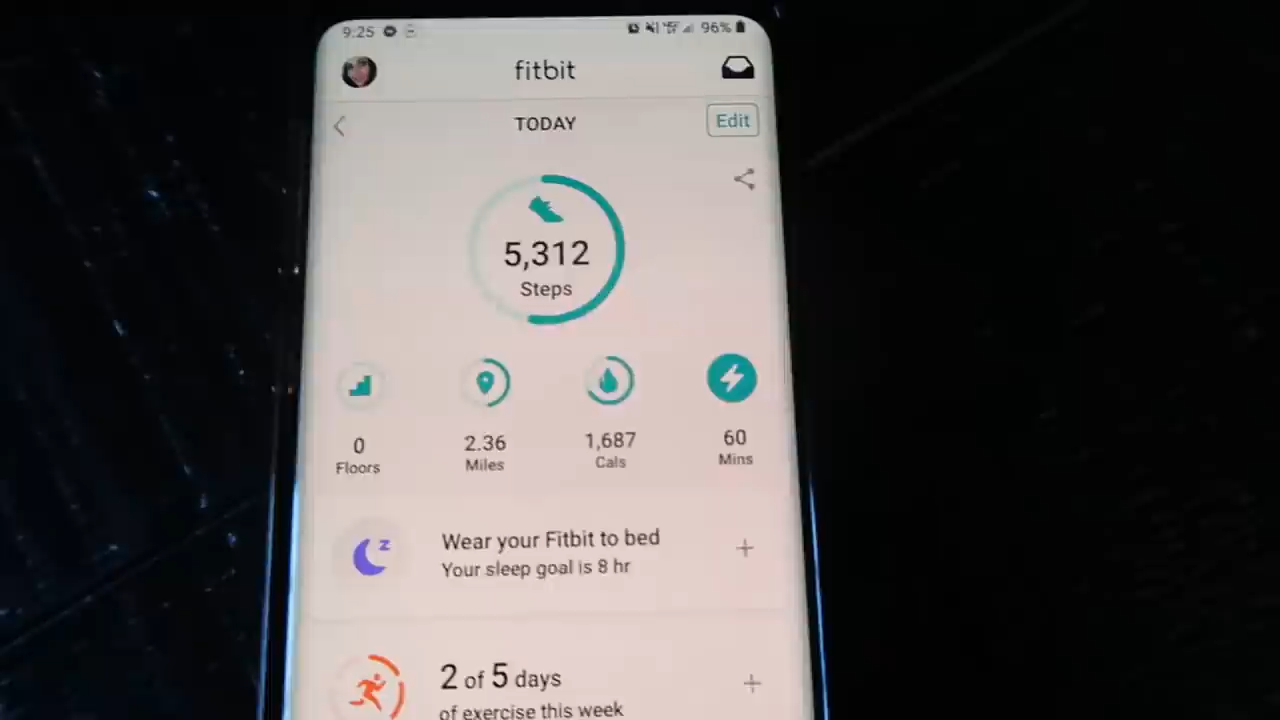 9:25 96%
fitbit
TODAY
Edit
5,312
Steps
0 2.36 1,687 60
Floors Miles Cals Mins
Wear your Fitbit to bed
Your sleep goal is 8 hr
2 of 5 days
of exercise this week